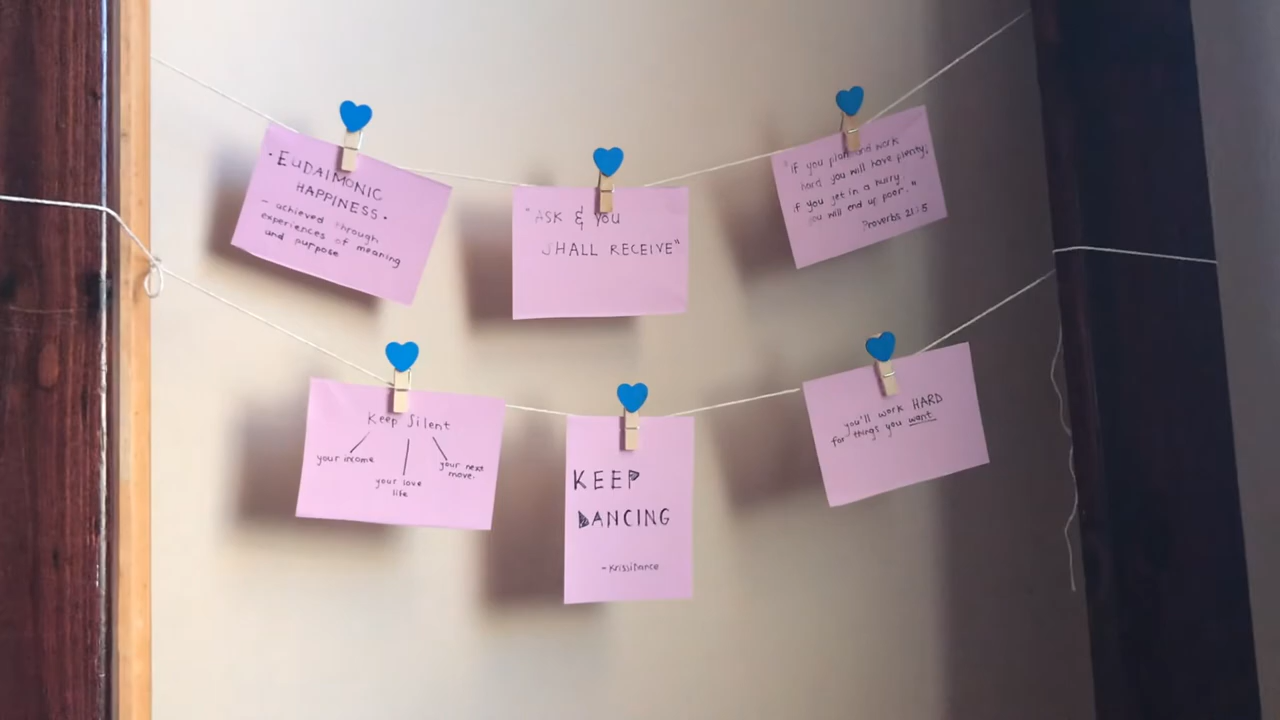 • EUDAIMONIC
HAPPINESS •
- achieved through
experiences of meaning
and purpose
"ASK & YOU
SHALL RECEIVE"
"if you plan and work
hard you will have plenty,
if you get in a hurry
you will end up poor."
Proverbs 21:5
Keep Silent
your income
your love
life
your next
move.
KEEP
DANCING
- krissitance
you'll work HARD
for things you want